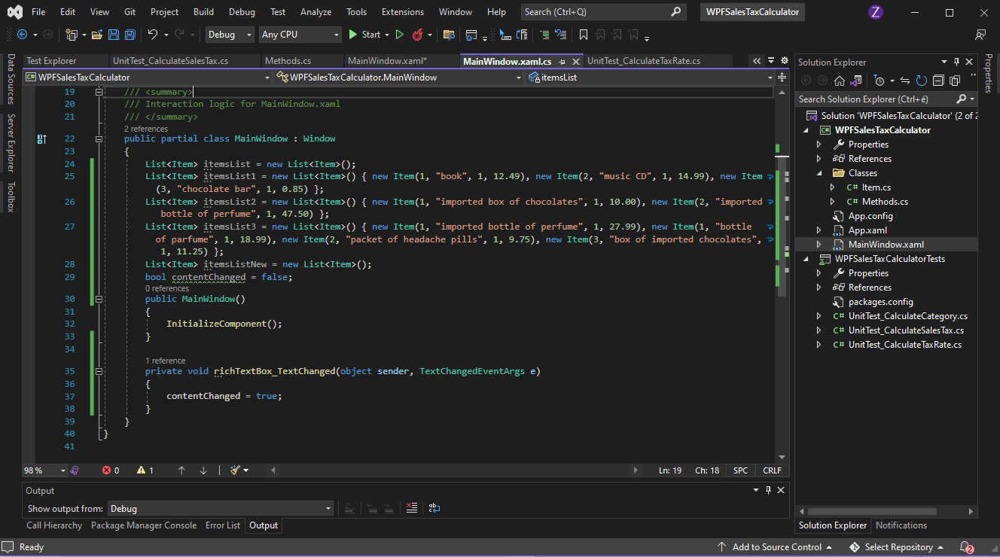 File Edit View Git Project Build Debug Test Analyze Tools Extensions Window Help Search (Ctrl+Q) WPFSalesTaxCalculator Z
Debug Any CPU Start
Data Sources
Server Explorer
Toolbox
Test Explorer UnitTest_CalculateSalesTax.cs Methods.cs MainWindow.xaml* MainWindow.xaml.cs UnitTest_CalculateTaxRate.cs
WPFSalesTaxCalculator WPFSalesTaxCalculator.MainWindow itemsList
19 /// <summary>
20 /// Interaction logic for MainWindow.xaml
21 /// </summary>
2 references
22 public partial class MainWindow : Window
23 {
24 List<Item> itemsList = new List<Item>();
25 List<Item> itemsList1 = new List<Item>() { new Item(1, "book", 1, 12.49), new Item(2, "music CD", 1, 14.99), new Item
(3, "chocolate bar", 1, 0.85) };
26 List<Item> itemsList2 = new List<Item>() { new Item(1, "imported box of chocolates", 1, 10.00), new Item(2, "imported
bottle of perfume", 1, 47.50) };
27 List<Item> itemsList3 = new List<Item>() { new Item(1, "imported bottle of perfume", 1, 27.99), new Item(1, "bottle
of parfume", 1, 18.99), new Item(2, "packet of headache pills", 1, 9.75), new Item(3, "box of imported chocolates",
1, 11.25) };
28 List<Item> itemsListNew = new List<Item>();
29 bool contentChanged = false;
0 references
30 public MainWindow()
31 {
32 InitializeComponent();
33 }
34
1 reference
35 private void richTextBox_TextChanged(object sender, TextChangedEventArgs e)
36 {
37 contentChanged = true;
38 }
39 }
40 }
41
98 % 0 1 Ln: 19 Ch: 18 SPC CRLF
Output
Show output from: Debug
Call Hierarchy Package Manager Console Error List Output
Solution Explorer
Search Solution Explorer (Ctrl+é)
Solution 'WPFSalesTaxCalculator' (2 of 2
WPFSalesTaxCalculator
Properties
References
Classes
C# Item.cs
C# Methods.cs
App.config
App.xaml
MainWindow.xaml
WPFSalesTaxCalculatorTests
Properties
References
packages.config
C# UnitTest_CalculateCategory.cs
C# UnitTest_CalculateSalesTax.cs
C# UnitTest_CalculateTaxRate.cs
Solution Explorer Notifications
Properties
Ready Add to Source Control Select Repository 2